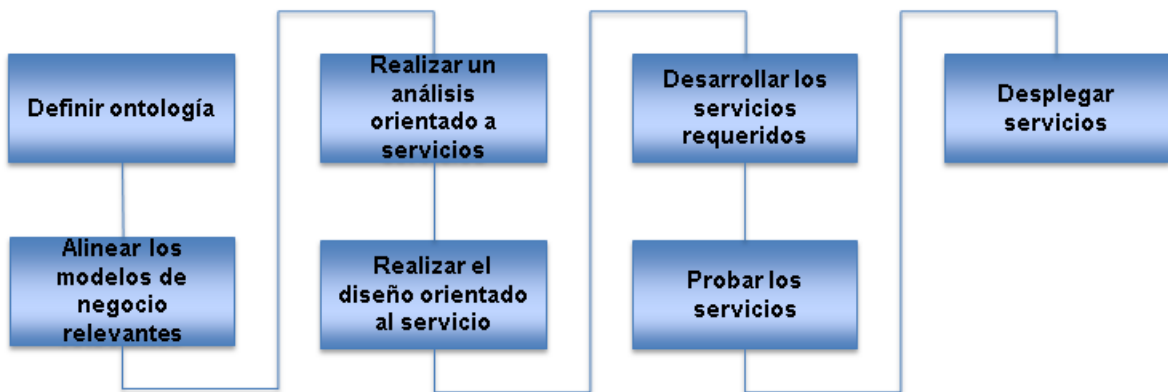 Definir ontología
Alinear los
modelos de
negocio
relevantes
Realizar un
análisis
orientado a
servicios
Realizar el
diseño orientado
al servicio
Desarrollar los
servicios
requeridos
Probar los
servicios
Desplegar
servicios